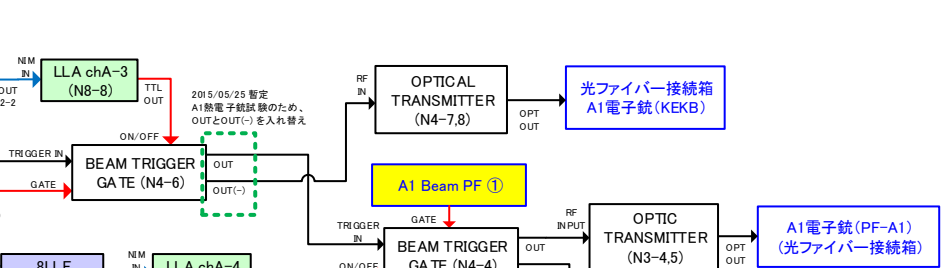 NIM
IN
OUT
2-2
LLA chA-3
(N8-8)
TTL
OUT
2015/05/25 暫定
A1熱電子銃試験のため、
OUTとOUT(-)を入れ替え
ON/OFF
TRIGGER IN
GATE
BEAM TRIGGER
GATE (N4-6)
OUT
OUT(-)
RF
IN
OPTICAL
TRANSMITTER
(N4-7,8)
OPT
OUT
光ファイバー接続箱
A1電子銃(KEKB)
A1 Beam PF ①
GATE
TRIGGER
IN
ON/OFF
BEAM TRIGGER
GATE (N4-4)
OUT
RF
INPUT
OPTIC
TRANSMITTER
(N3-4,5)
OPT
OUT
A1電子銃(PF-A1)
(光ファイバー接続箱)
NIM
IN
LLA chA-4